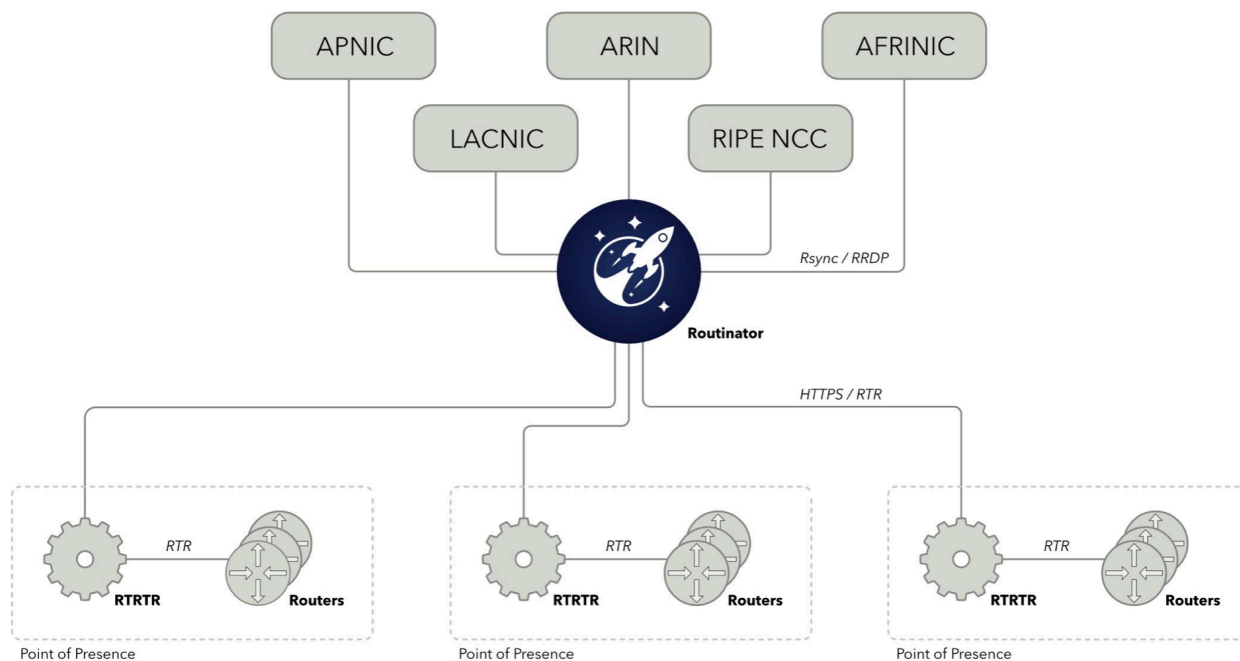 APNIC
ARIN
AFRINIC
LACNIC
RIPE NCC
Rsync / RRDP
Routinator
HTTPS / RTR
RTR
RTRTR
Routers
Point of Presence
RTR
RTRTR
Routers
Point of Presence
RTR
RTRTR
Routers
Point of Presence